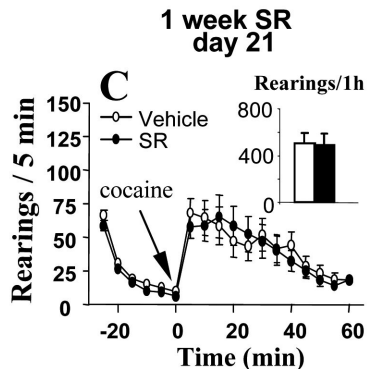 1 week SR
day 21
C
Rearings/1h
800
400
0
Vehicle
SR
cocaine
Rearings / 5 min
150
125
100
75
50
25
0
-20
0
20
40
60
Time (min)